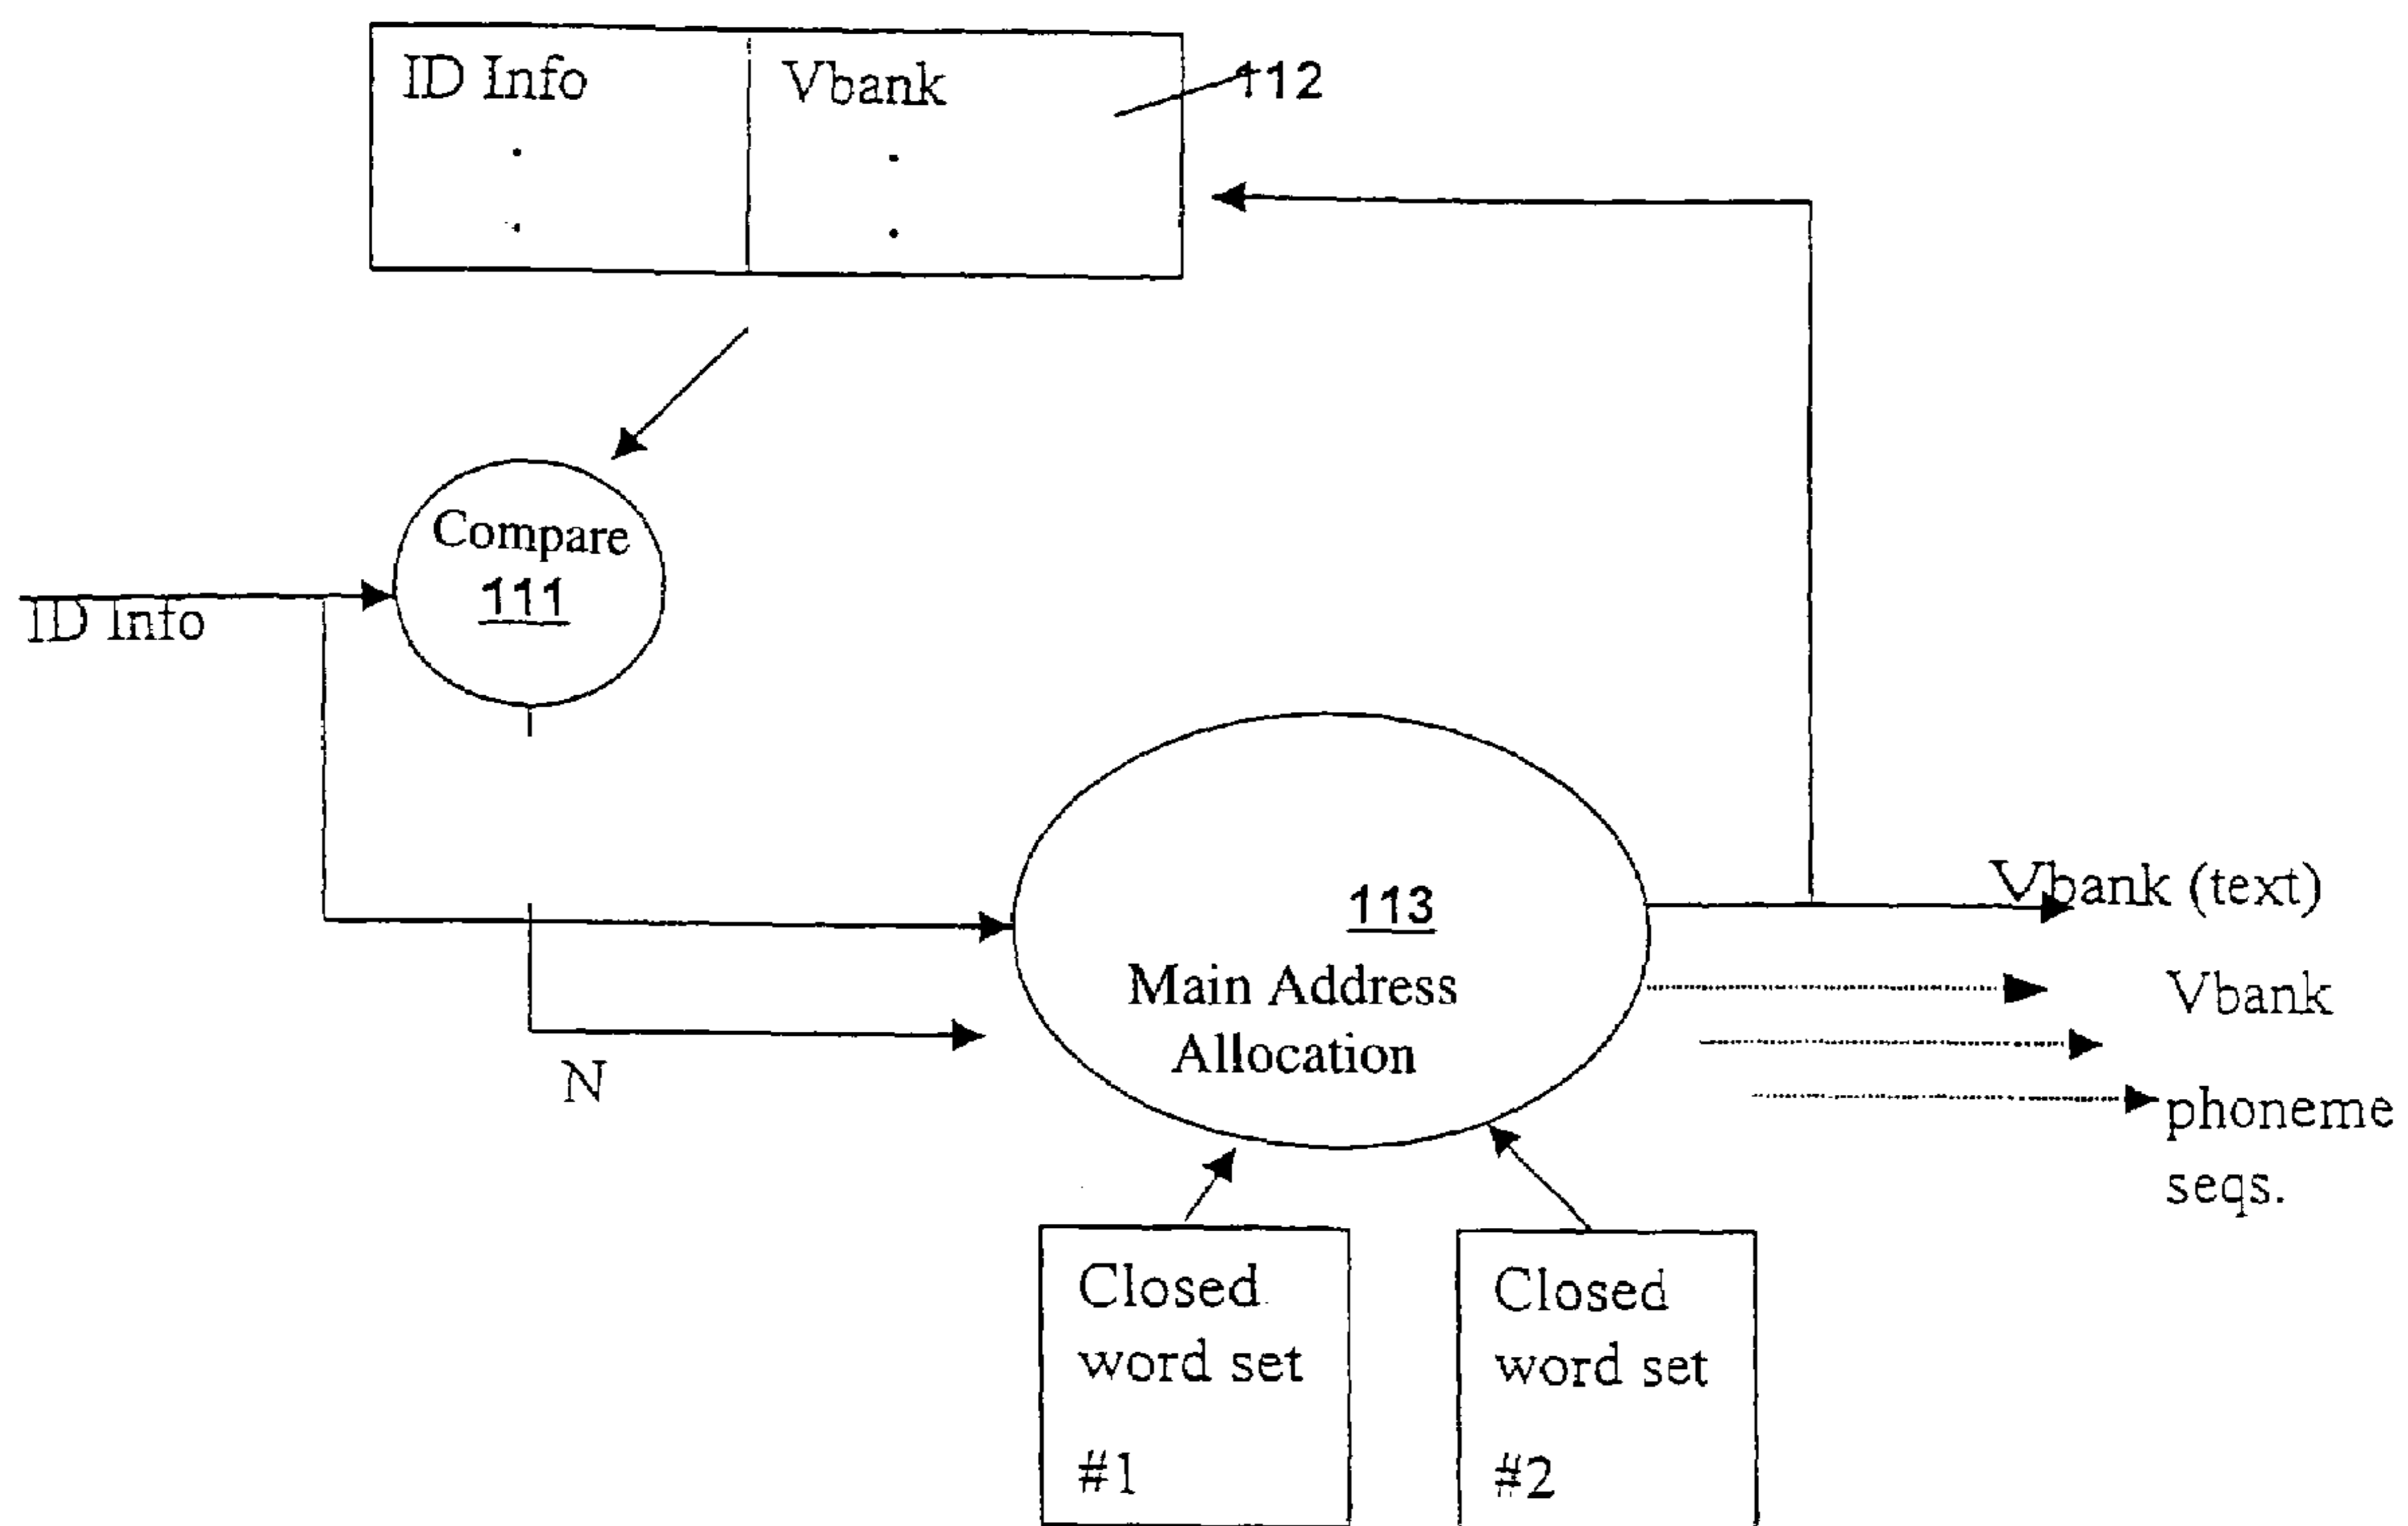 ID Info
Vbank
112
Compare
111
ID Info
113
Main Address
Allocation
N
Vbank (text)
Vbank
phoneme
seqs.
Closed
word set
#1
Closed
word set
#2